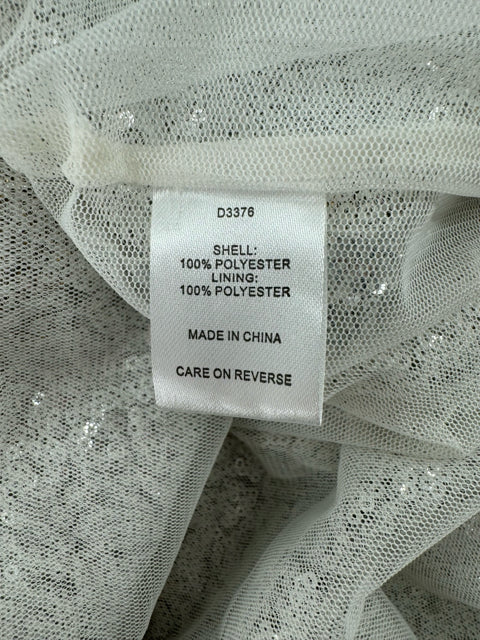 D3376
SHELL:
100% POLYESTER
LINING:
100% POLYESTER
MADE IN CHINA
CARE ON REVERSE